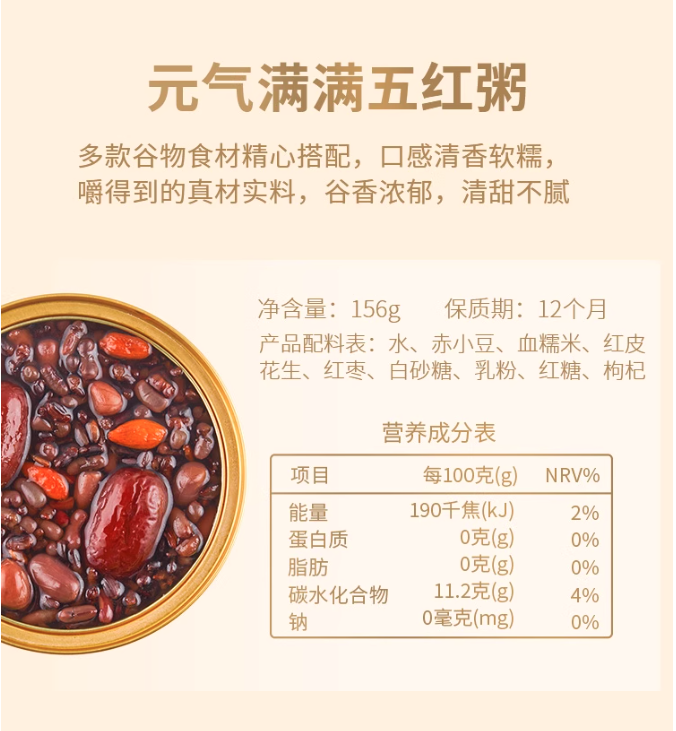 元气满满五红粥
多款谷物食材精心搭配，口感清香软糯，
嚼得到的真材实料，谷香浓郁，清甜不腻
净含量：156g 保质期：12个月
产品配料表：水、赤小豆、血糯米、红皮
花生、红枣、白砂糖、乳粉、红糖、枸杞
营养成分表
项目 每100克(g) NRV%
能量 190千焦(kJ) 2%
蛋白质 0克(g) 0%
脂肪 0克(g) 0%
碳水化合物 11.2克(g) 4%
钠 0毫克(mg) 0%